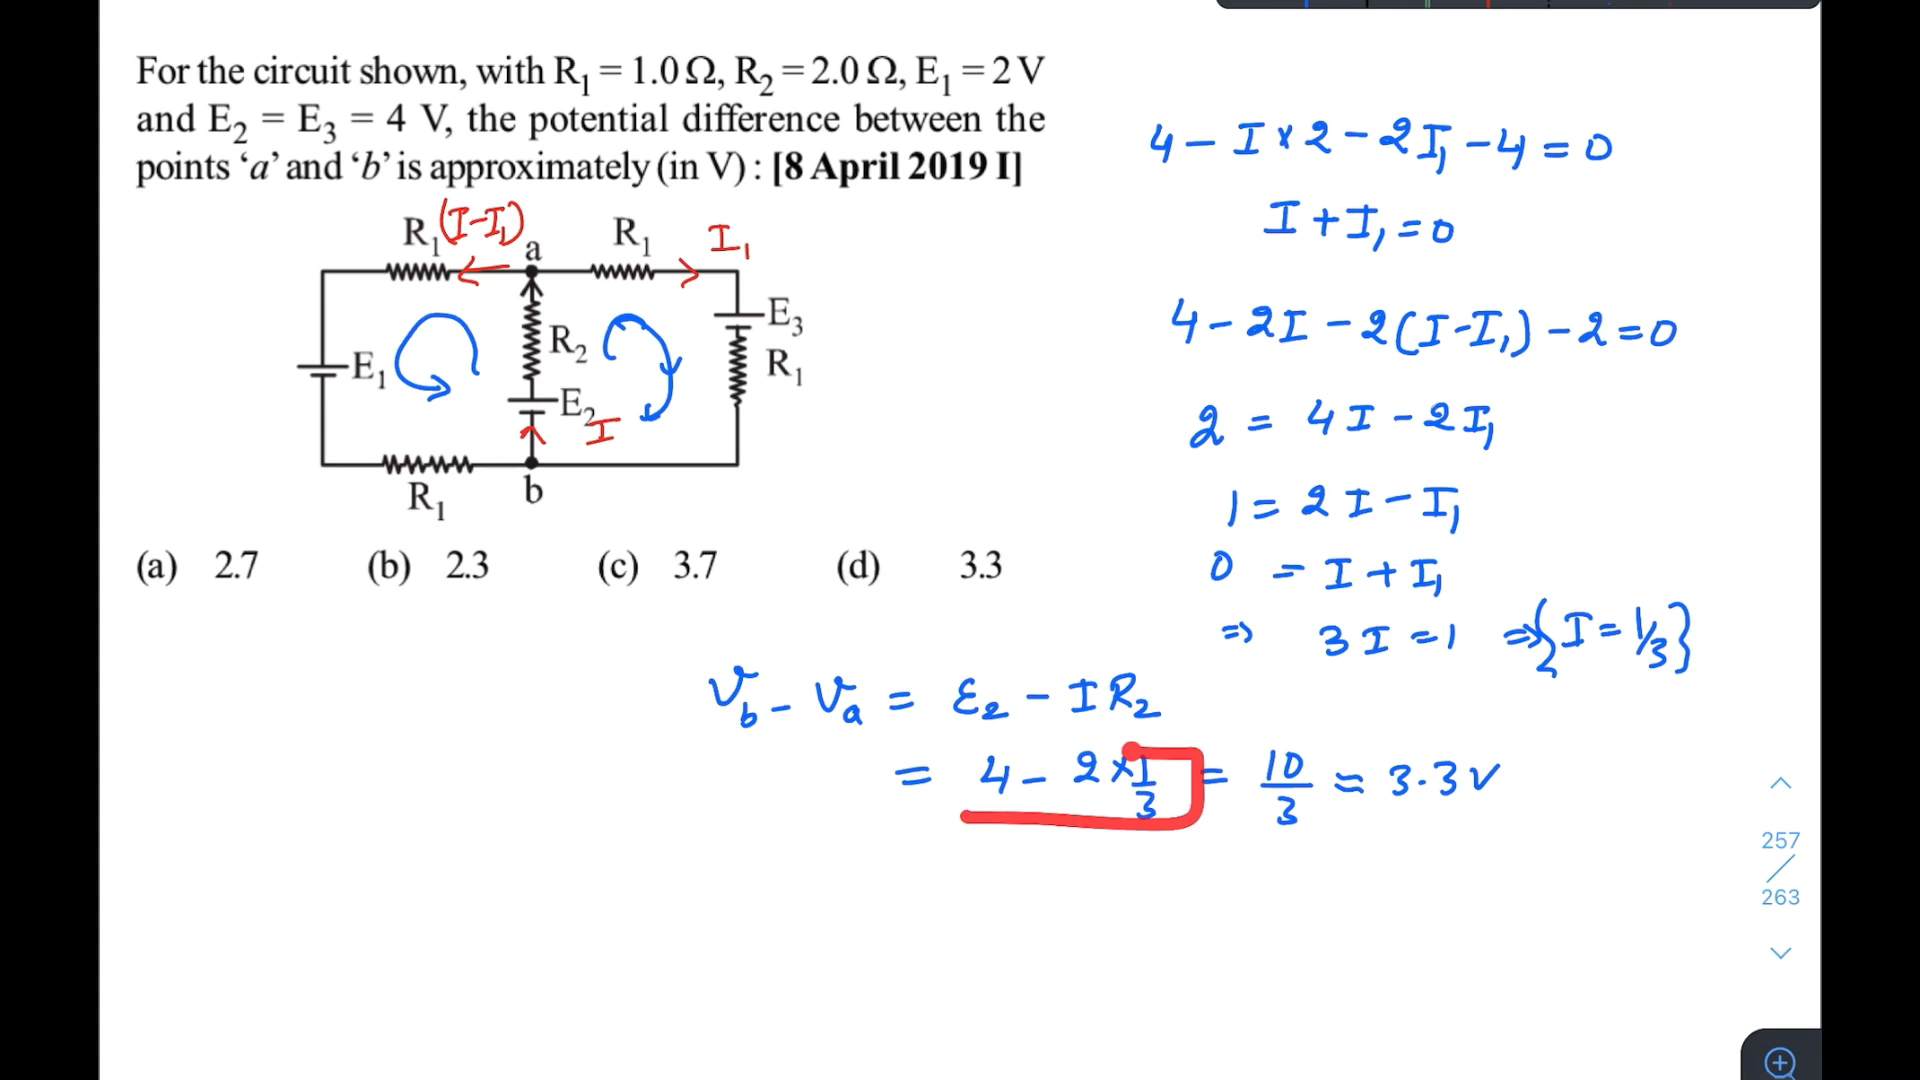 For the circuit shown, with R₁ = 1.0 Ω, R₂ = 2.0 Ω, E₁ = 2 V
and E₂ = E₃ = 4 V, the potential difference between the
points ‘a’ and ‘b’ is approximately (in V) : [8 April 2019 I]
R₁ (I-I₁) a R₁ I₁
E₃
R₂ R₁
E₁
E₂ I
R₁ b
(a) 2.7 (b) 2.3 (c) 3.7 (d) 3.3
4 - I × 2 - 2I₁ - 4 = 0
I + I₁ = 0
4 - 2I - 2(I-I₁) - 2 = 0
2 = 4I - 2I₁
1 = 2I - I₁
0 = I + I₁
⇒ 3I = 1 ⇒ {I = 1/3}
V_b - V_a = ε₂ - IR₂
= 4 - 2×1/3 = 10/3 ≈ 3.3 V
257
/
263